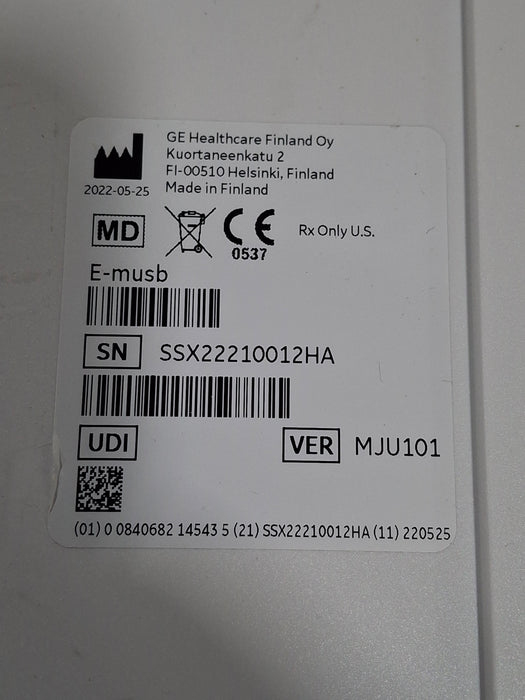 GE Healthcare Finland Oy
Kuortaneenkatu 2
FI-00510 Helsinki, Finland
2022-05-25 Made in Finland
MD CE Rx Only U.S.
0537
E-musb
SN SSX22210012HA
UDI VER MJU101
(01) 0 0840682 14543 5 (21) SSX22210012HA (11) 220525